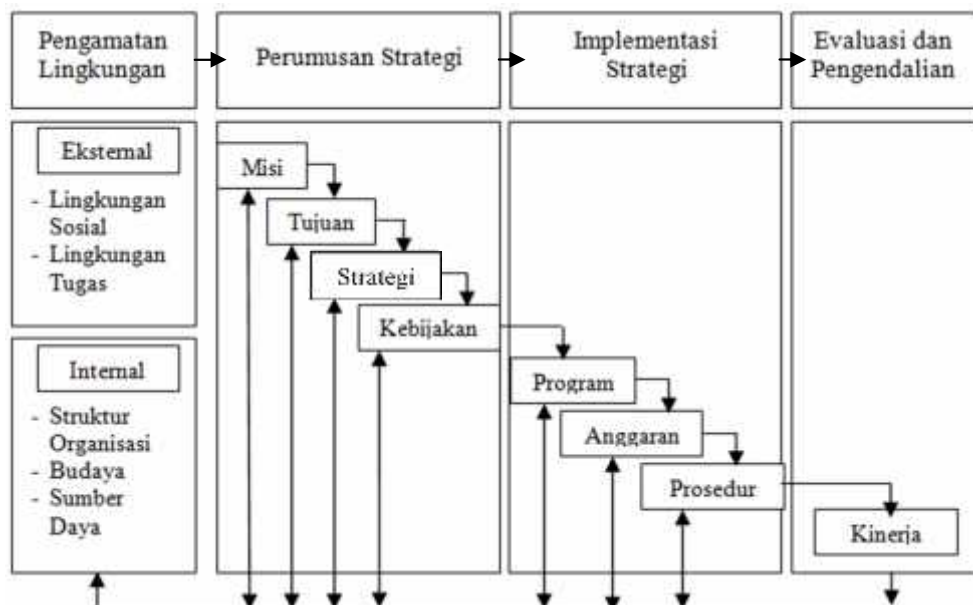 Pengamatan
Lingkungan
Perumusan Strategi
Implementasi
Strategi
Evaluasi dan
Pengendalian
Eksternal
- Lingkungan
Sosial
- Lingkungan
Tugas
Internal
- Struktur
Organisasi
- Budaya
- Sumber
Daya
Misi
Tujuan
Strategi
Kebijakan
Program
Anggaran
Prosedur
Kinerja